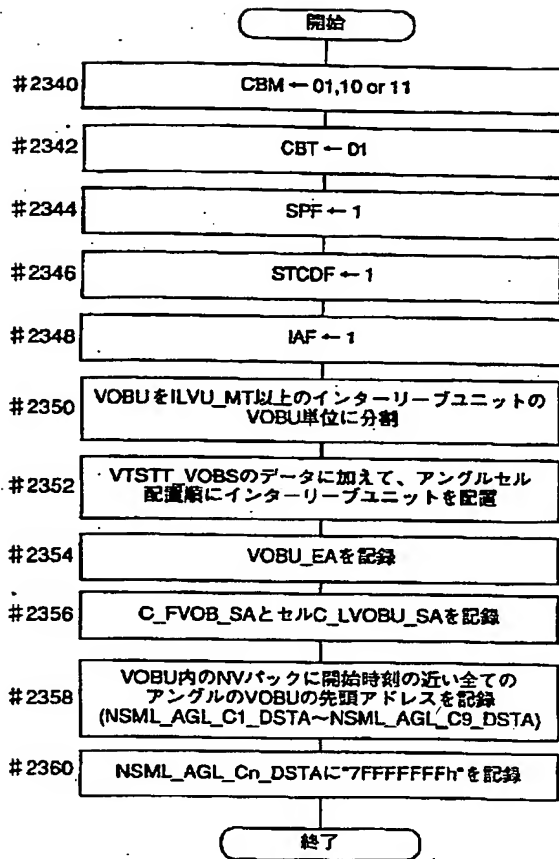 開始
#2340
CBM ← 01,10 or 11
#2342
CBT ← 01
#2344
SPF ← 1
#2346
STCDF ← 1
#2348
IAF ← 1
#2350
VOBUをILVU_MT以上のインターリーブユニットの
VOBU単位に分割
#2352
VTSTT_VOBSのデータに加えて、アングルセル
配置順にインターリーブユニットを配置
#2354
VOBU_EAを記録
#2356
C_FVOB_SAとセルC_LVOBU_SAを記録
#2358
VOBU内のNVパックに開始時刻の近い全ての
アングルのVOBUの先頭アドレスを記録
(NSML_AGL_C1_DSTA~NSML_AGL_C9_DSTA)
#2360
NSML_AGL_Cn_DSTAに"7FFFFFFFh"を記録
終了